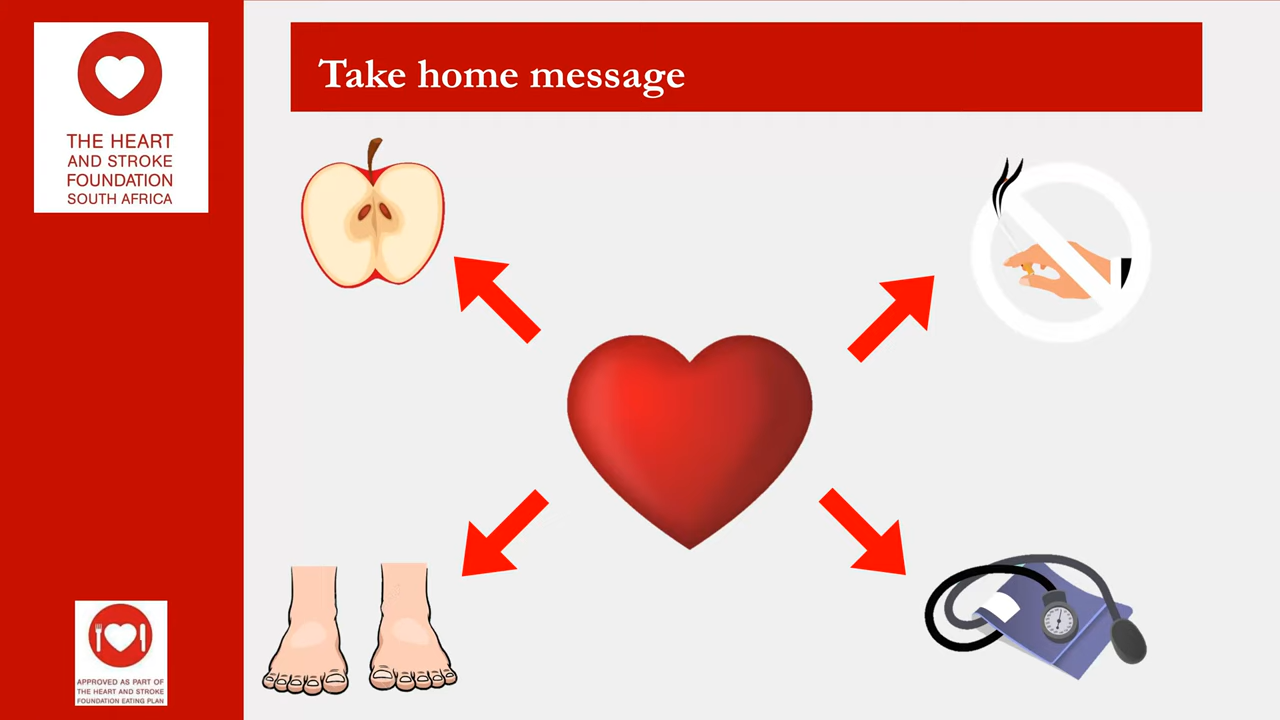 Take home message
THE HEART
AND STROKE
FOUNDATION
SOUTH AFRICA
APPROVED AS PART OF
THE HEART AND STROKE
FOUNDATION EATING PLAN